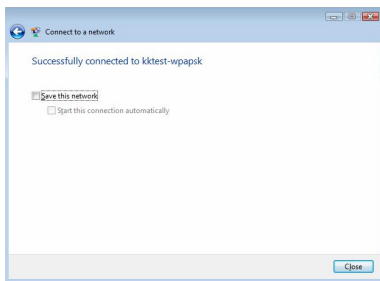 Connect to a network
Successfully connected to kktest-wpapsk
Save this network
Start this connection automatically
Close